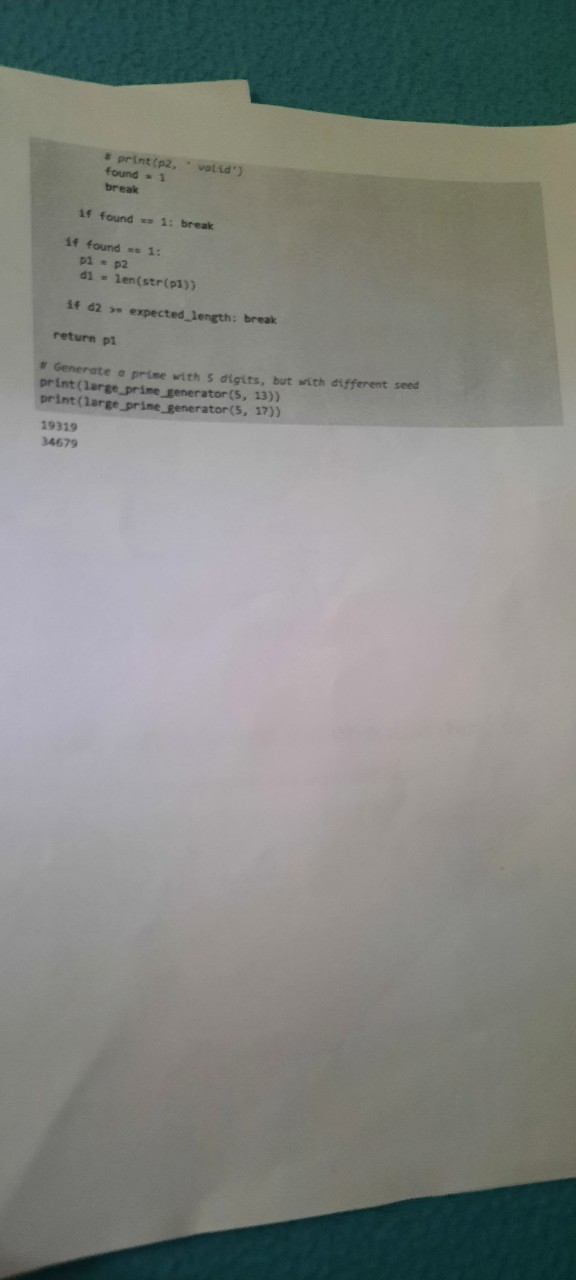 # print(p2, ' valid')
found = 1
break
if found == 1: break
if found == 1:
p1 = p2
d1 = len(str(p1))
if d2 >= expected_length: break
return p1
# Generate a prime with 5 digits, but with different seed
print(large_prime_generator(5, 13))
print(large_prime_generator(5, 17))
19319
34679